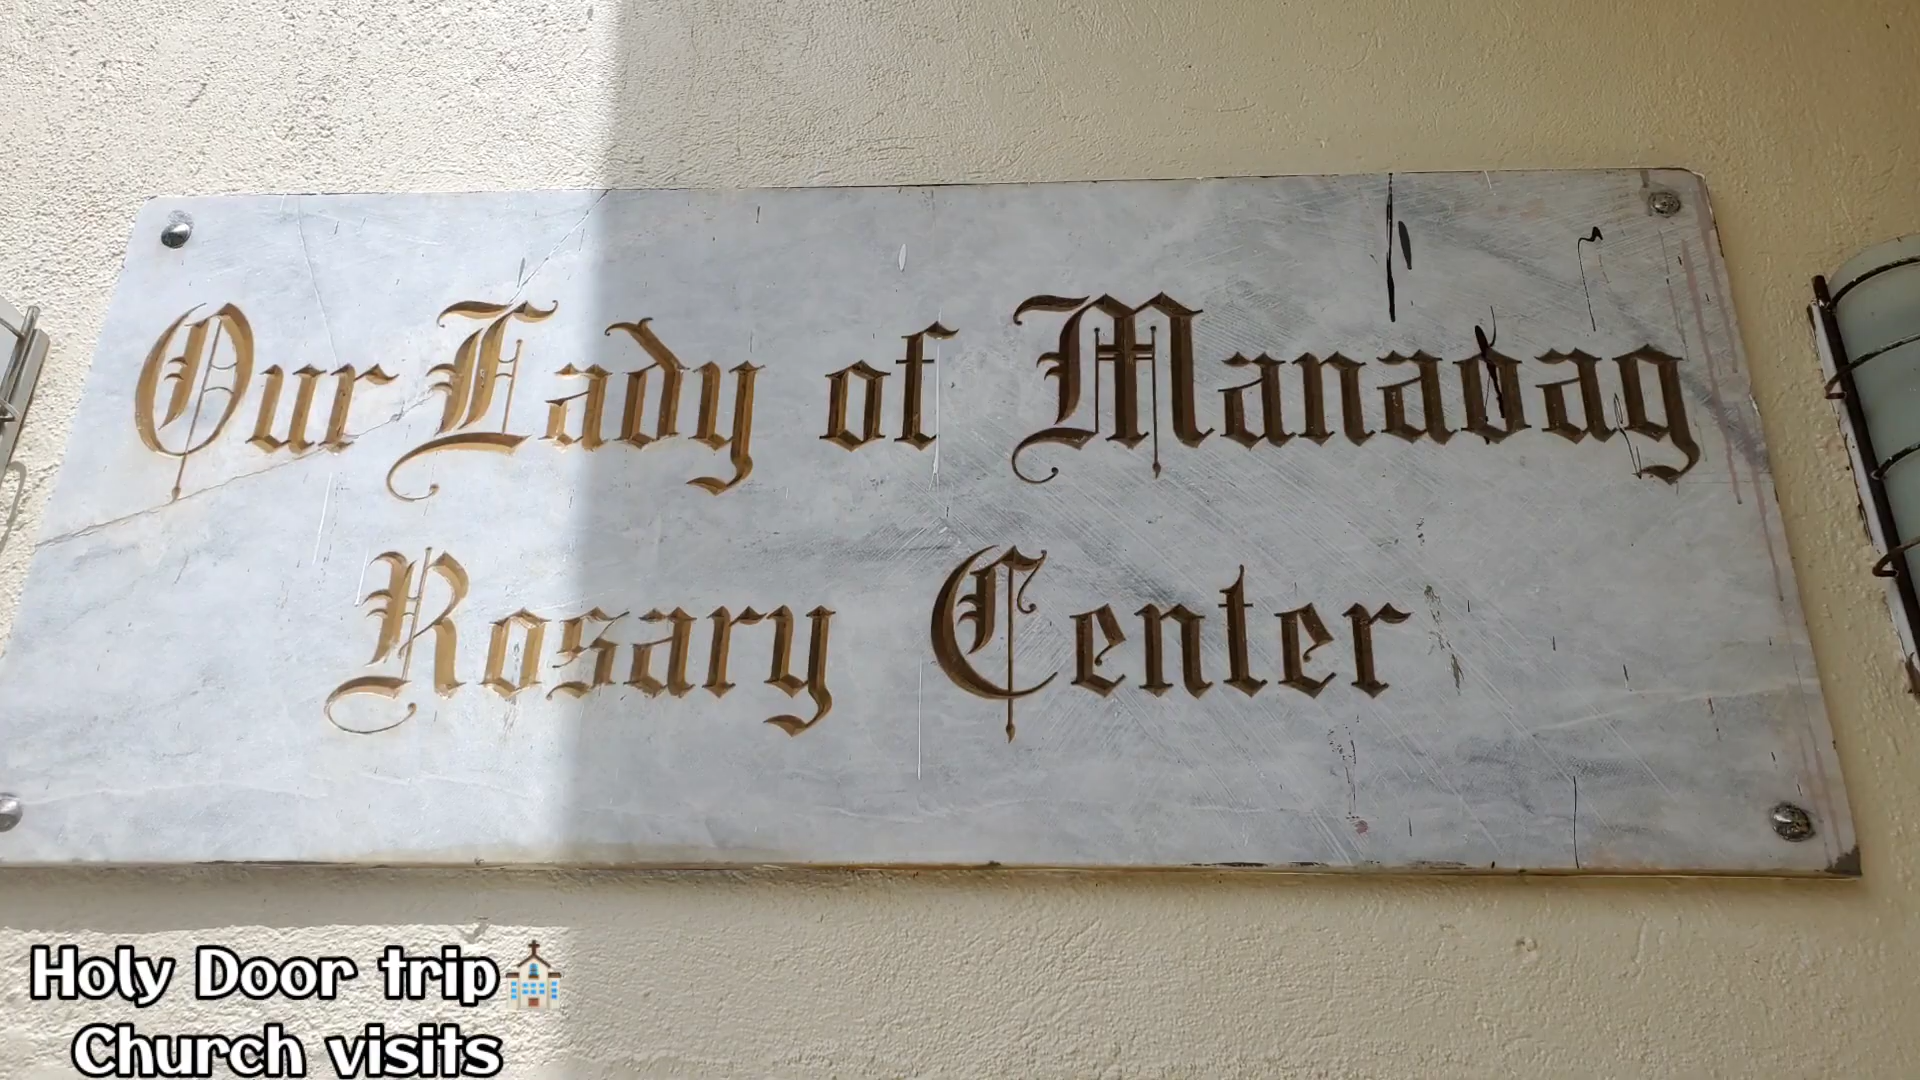 Our Lady of Manaoag
Rosary Center
Holy Door trip⛪
Church visits